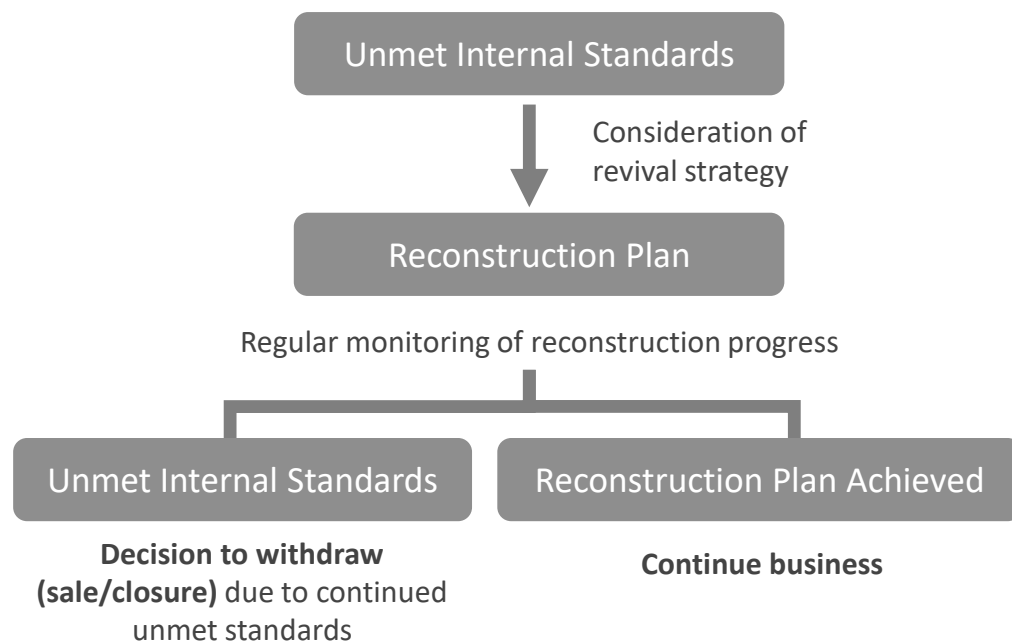 Unmet Internal Standards
Consideration of
revival strategy
Reconstruction Plan
Regular monitoring of reconstruction progress
Unmet Internal Standards
Decision to withdraw
(sale/closure) due to continued
unmet standards
Reconstruction Plan Achieved
Continue business